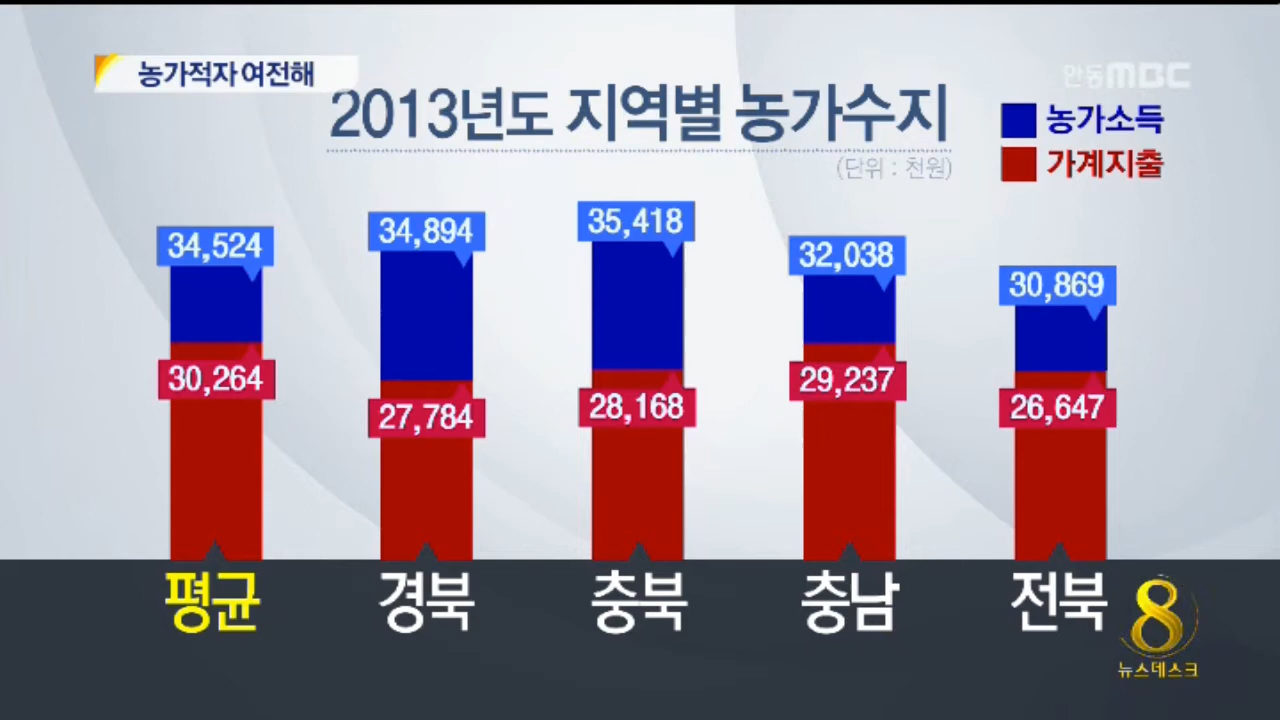 농가적자 여전해
안동MBC
2013년도 지역별 농가수지
(단위 : 천원)
농가소득
가계지출
34,524
34,894
35,418
32,038
30,869
30,264
27,784
28,168
29,237
26,647
평균
경북
충북
충남
전북
8
뉴스데스크